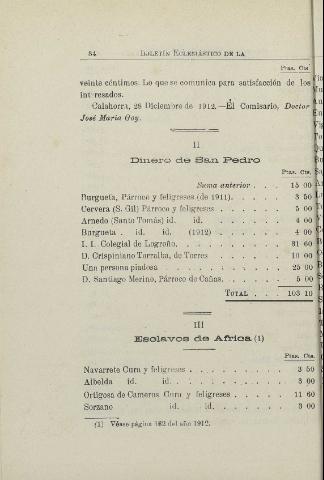 84 BOLETÍN ECLESIÁSTICO DE LA
Ptas. Cts
veinte céntimos. Lo que se comunica para satisfacción de los
interesados.
Calahorra, 28 Diciembre de 1912.—El Comisario, Doctor
José María Goy.
II
Dinero de San Pedro
Ptas. Cts.
Suma anterior . . . 15 00
Burgueta, Párroco y feligreses (de 1911). . . . . 3 50
Cervera (S. Gil) Párroco y feligreses . . . . . . 5 00
Arnedo (Santo Tomás) id. id. . . . . . . 4 00
Burgueta . id. id. (1912) . . . . . . 4 00
I. I. Colegial de Logroño. . . . . . . . . 31 60
D. Crispiniano Torralba, de Torres . . . . . . 10 00
Una persona piadosa . . . . . . . . . . 25 00
D. Santiago Merino, Párroco de Cañas. . . . . . 5 00
TOTAL . . . 103 10
III
Esclavos de Africa (1)
Ptas. Cts.
Navarrete Cura y feligreses . . . . . . . . 3 50
Albelda id. id. . . . . . . . . . 3 00
Ortigosa de Cameros Cura y feligreses . . . . . 11 60
Sorzano id. id. . . . . . . 3 00
(1) Véase página 162 del año 1912.